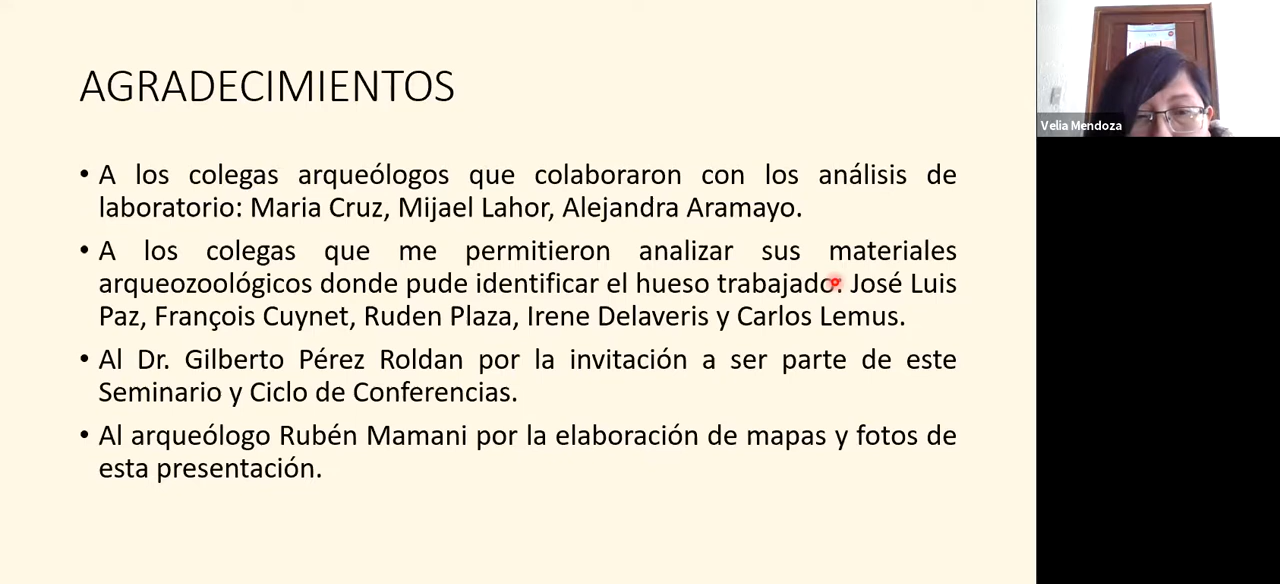 AGRADECIMIENTOS
• A los colegas arqueólogos que colaboraron con los análisis de
laboratorio: Maria Cruz, Mijael Lahor, Alejandra Aramayo.
• A los colegas que me permitieron analizar sus materiales
arqueozoológicos donde pude identificar el hueso trabajado: José Luis
Paz, François Cuynet, Ruden Plaza, Irene Delaveris y Carlos Lemus.
• Al Dr. Gilberto Pérez Roldan por la invitación a ser parte de este
Seminario y Ciclo de Conferencias.
• Al arqueólogo Rubén Mamani por la elaboración de mapas y fotos de
esta presentación.
Velia Mendoza